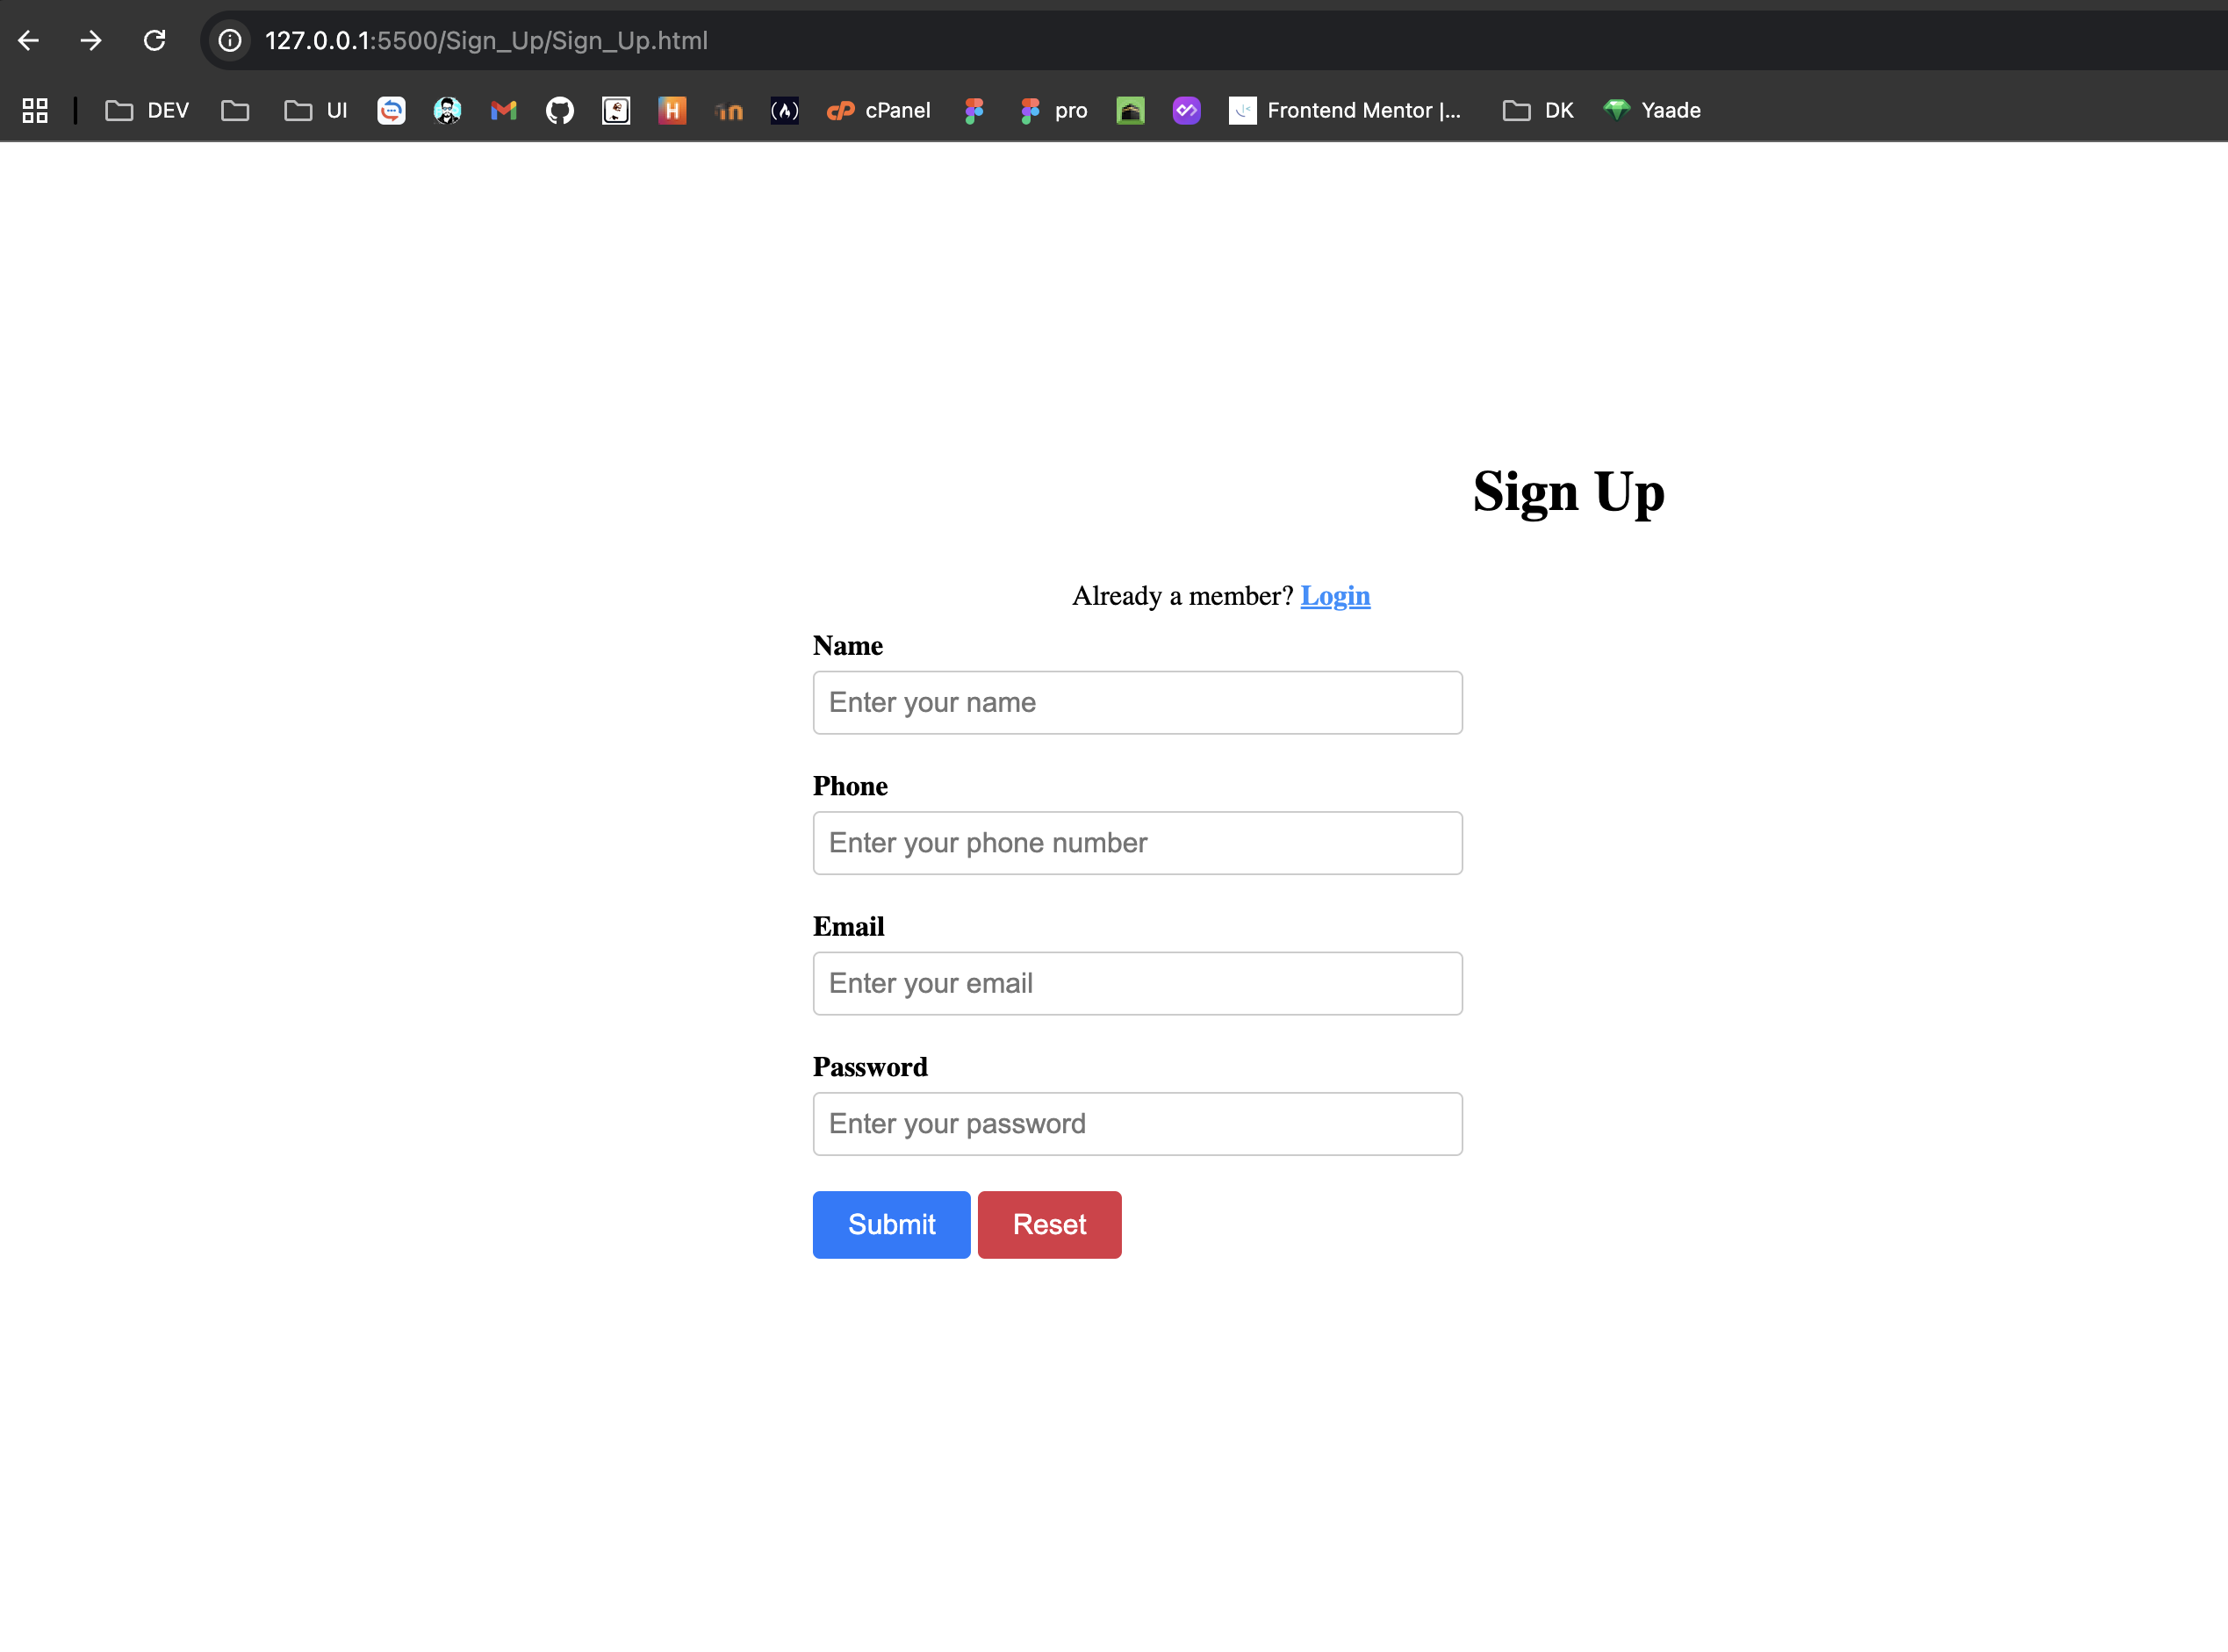 127.0.0.1:5500/Sign_Up/Sign_Up.html
DEV UI cPanel pro Frontend Mentor |... DK Yaade
Sign Up
Already a member? Login
Name
Enter your name
Phone
Enter your phone number
Email
Enter your email
Password
Enter your password
Submit Reset